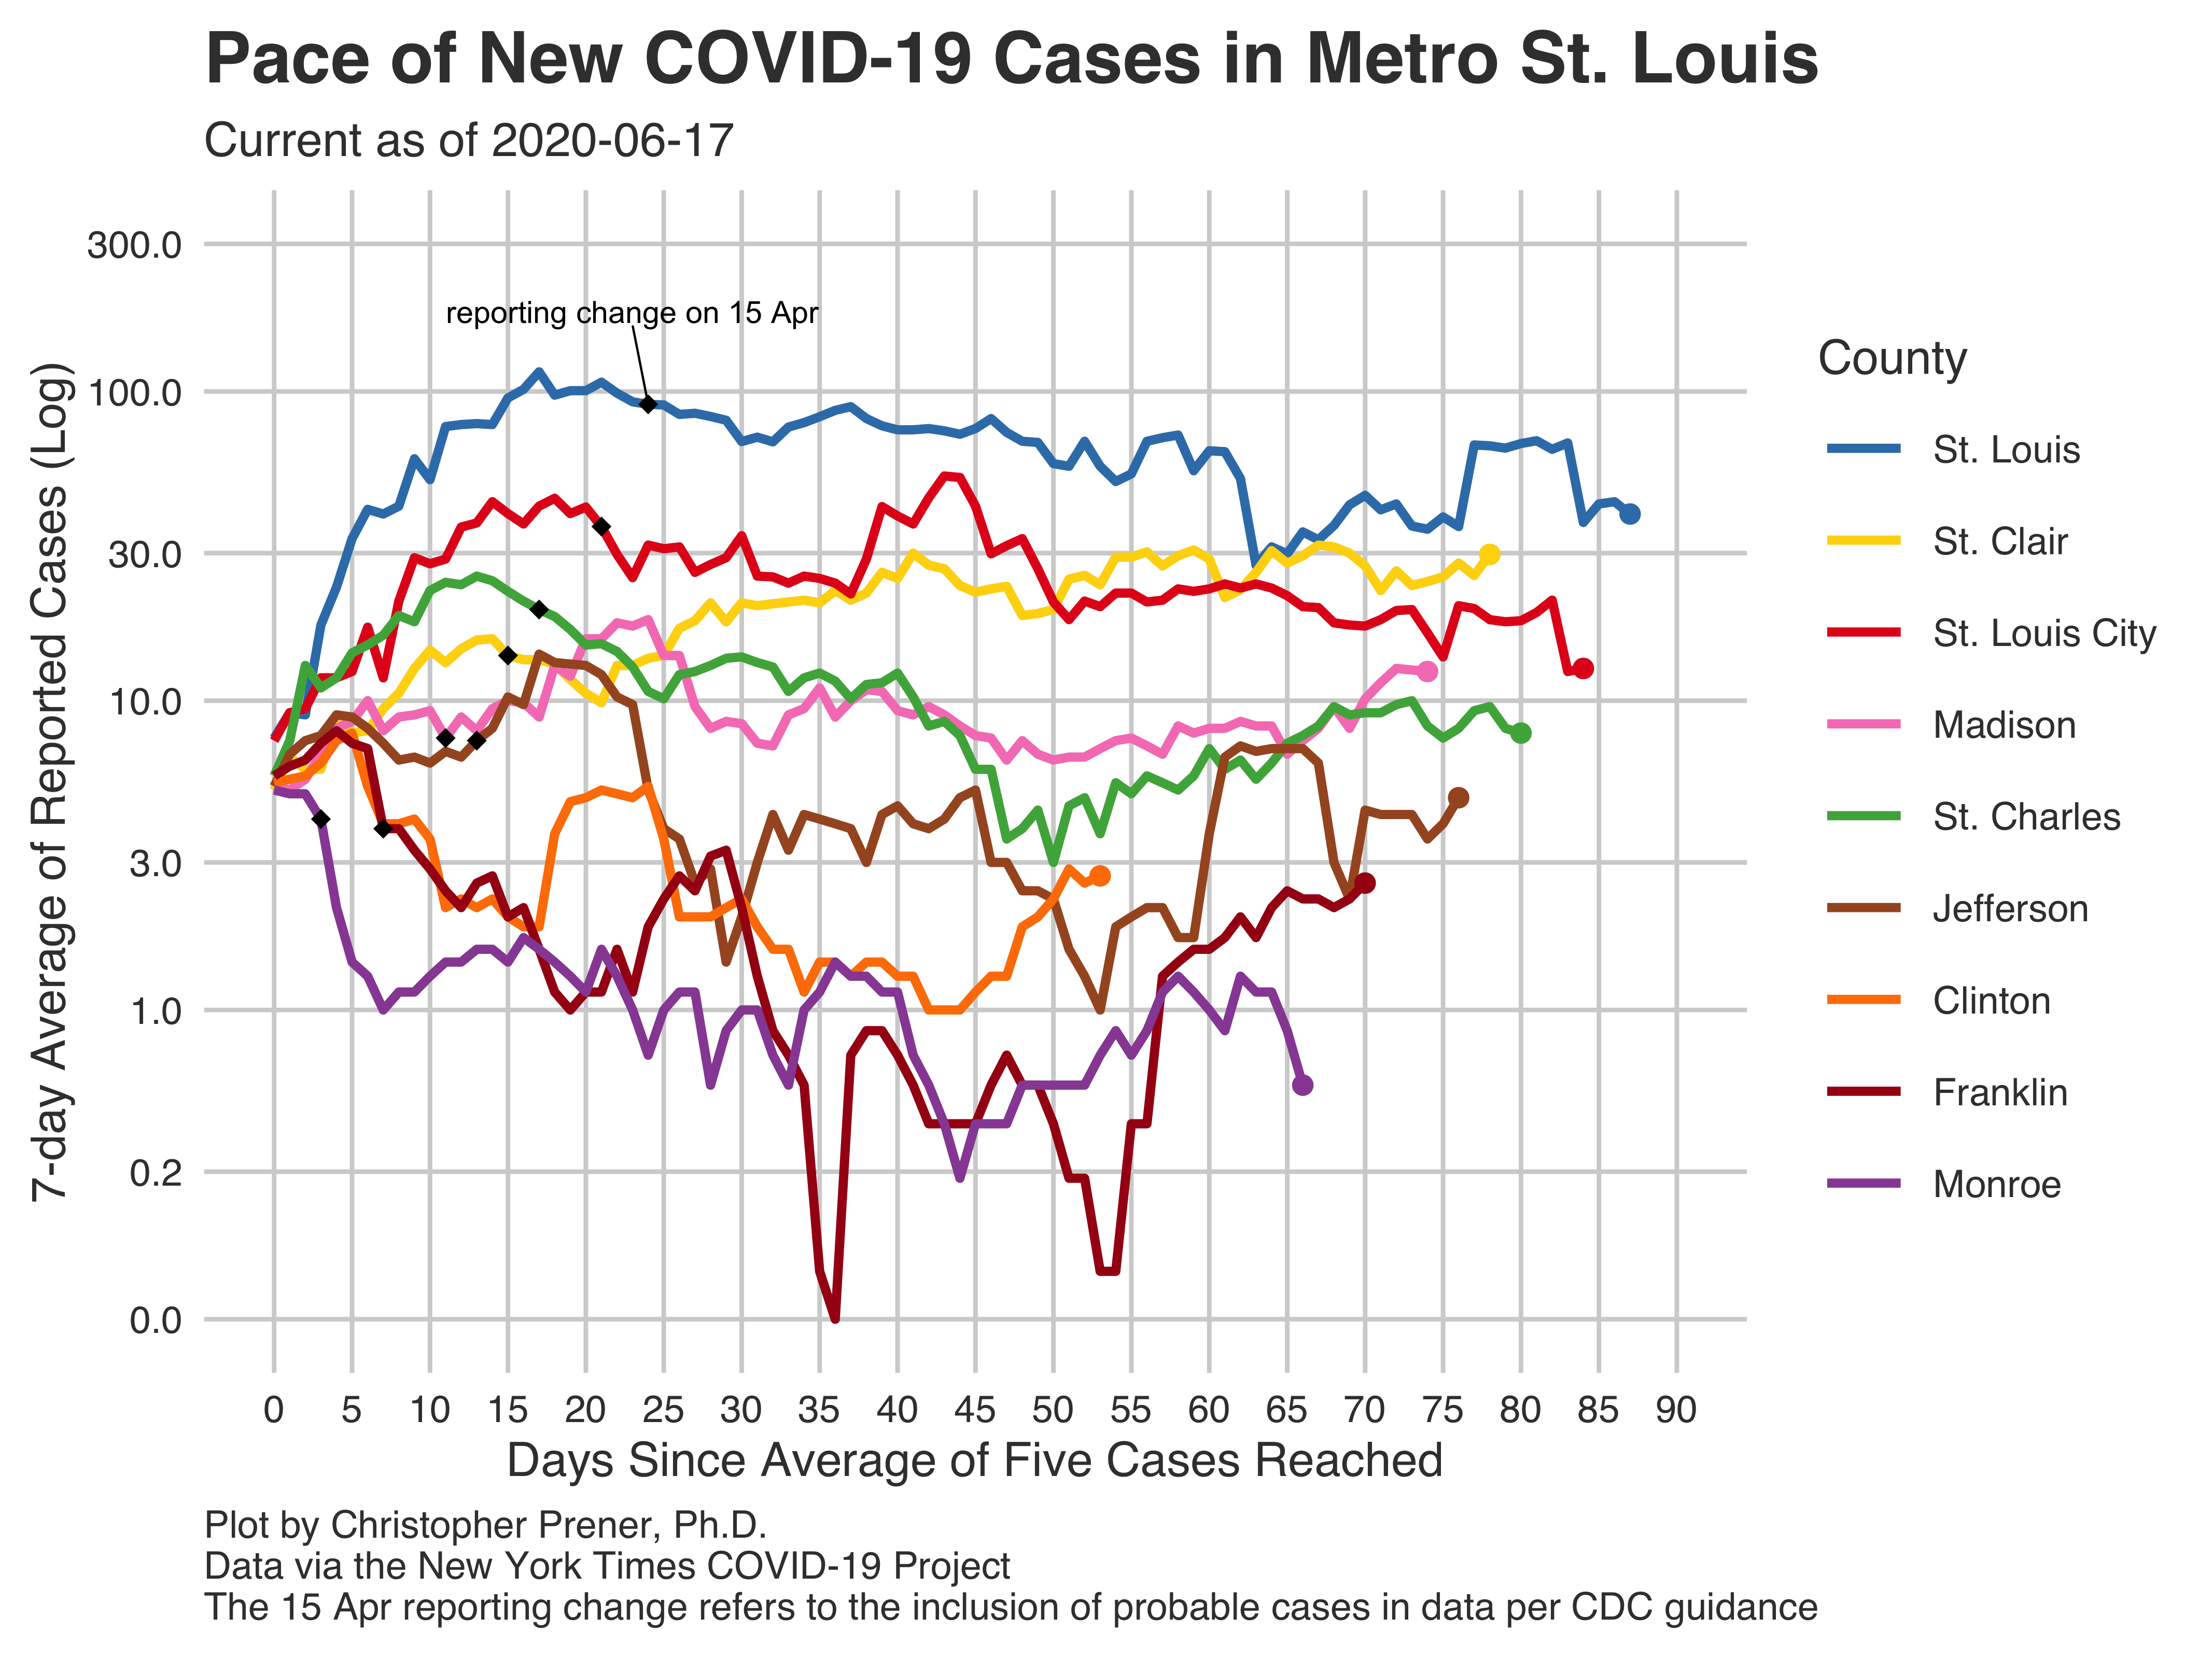 Pace of New COVID-19 Cases in Metro St. Louis
Current as of 2020-06-17
7-day Average of Reported Cases (Log)
300.0
100.0
30.0
10.0
3.0
1.0
0.2
0.0
reporting change on 15 Apr
0 5 10 15 20 25 30 35 40 45 50 55 60 65 70 75 80 85 90
Days Since Average of Five Cases Reached
County
St. Louis
St. Clair
St. Louis City
Madison
St. Charles
Jefferson
Clinton
Franklin
Monroe
Plot by Christopher Prener, Ph.D.
Data via the New York Times COVID-19 Project
The 15 Apr reporting change refers to the inclusion of probable cases in data per CDC guidance